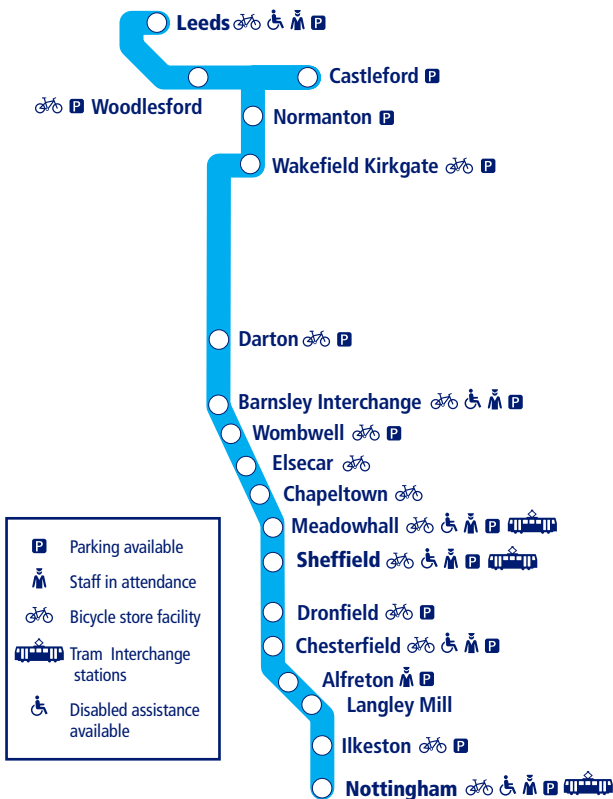 Leeds P
Castleford P
P Woodlesford
Normanton P
Wakefield Kirkgate P
Darton P
Barnsley Interchange P
Wombwell P
Elsecar
Chapeltown
Meadowhall P
Sheffield P
Dronfield P
Chesterfield P
Alfreton P
Langley Mill
Ilkeston P
Nottingham P
P Parking available
Staff in attendance
Bicycle store facility
Tram Interchange
stations
Disabled assistance
available